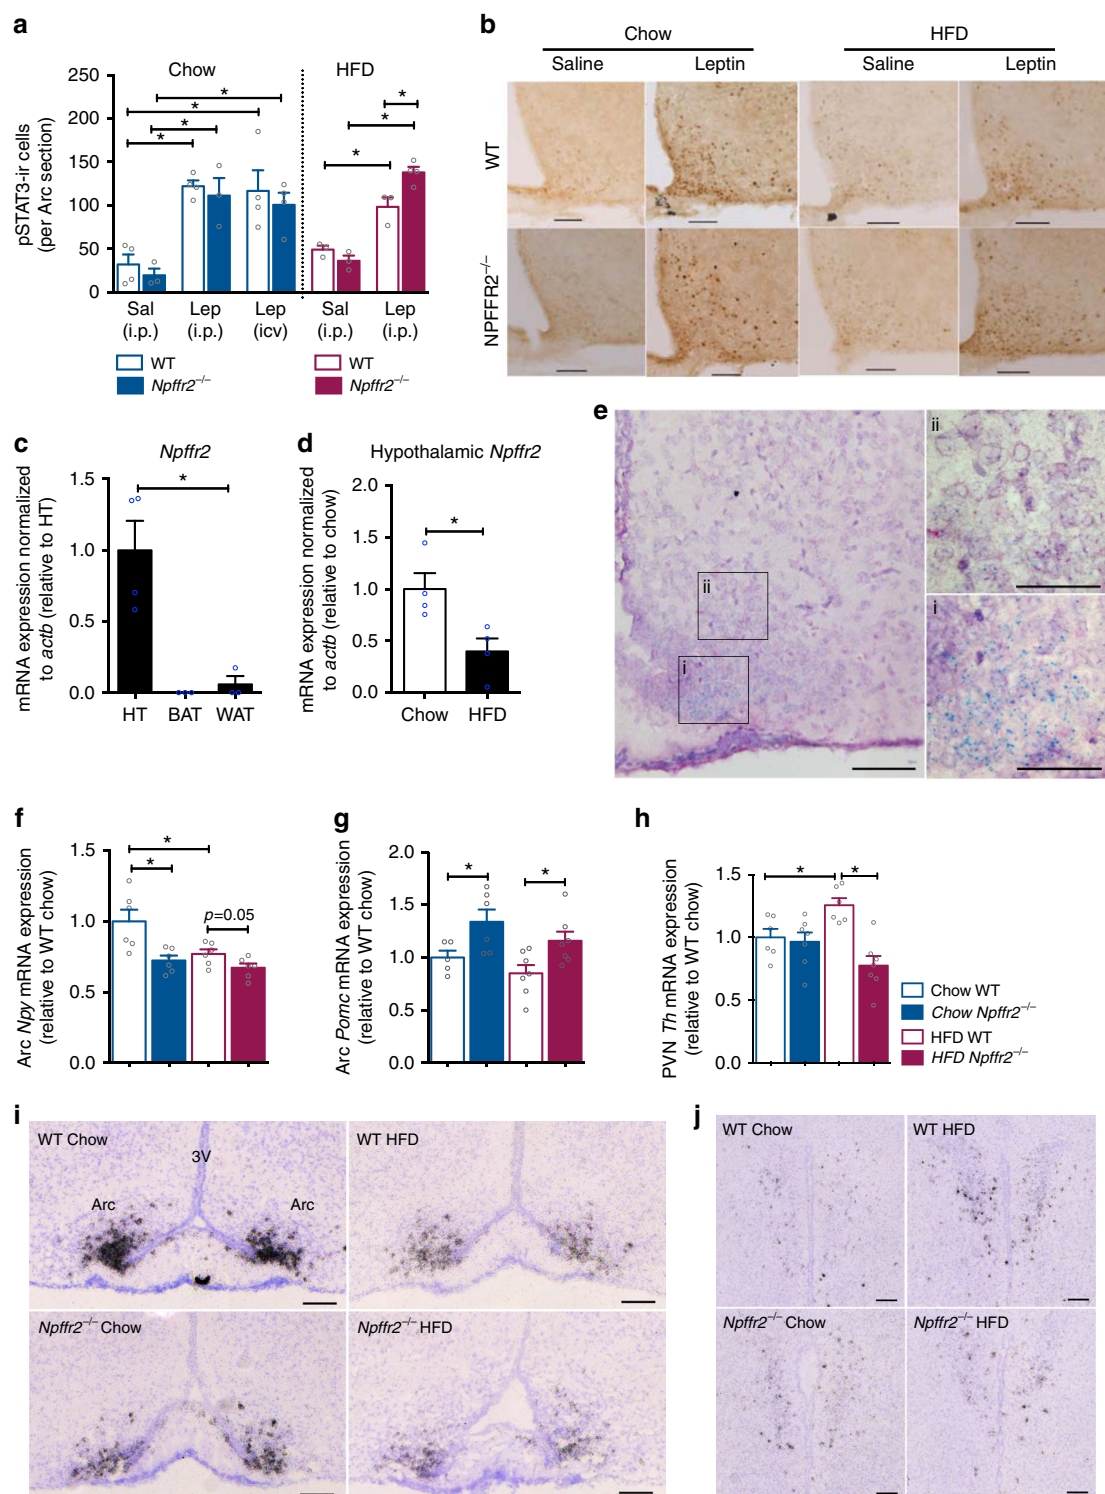 a
Chow
HFD
pSTAT3-ir cells
(per Arc section)
250
200
150
100
50
0
*
*
*
*
*
*
*
Sal
(i.p.)
Lep
(i.p.)
Lep
(icv)
Sal
(i.p.)
Lep
(i.p.)
WT
Npffr2−/−
WT
Npffr2−/−
b
Chow
HFD
Saline
Leptin
Saline
Leptin
WT
NPFFR2−/−
c
Npffr2
mRNA expression normalized
to actb (relative to HT)
1.5
1.0
0.5
0.0
*
HT
BAT
WAT
d
Hypothalamic Npffr2
mRNA expression normalized
to actb (relative to chow)
2.0
1.5
1.0
0.5
0.0
*
Chow
HFD
e
ii
i
ii
i
f
Arc Npy mRNA expression
(relative to WT chow)
1.5
1.0
0.5
0.0
*
*
p=0.05
g
Arc Pomc mRNA expression
(relative to WT chow)
2.0
1.5
1.0
0.5
0.0
*
*
h
PVN Th mRNA expression
(relative to WT chow)
1.5
1.0
0.5
0.0
*
*
Chow WT
Chow Npffr2−/−
HFD WT
HFD Npffr2−/−
i
WT Chow
3V
Arc
Arc
WT HFD
Npffr2−/− Chow
Npffr2−/− HFD
j
WT Chow
WT HFD
Npffr2−/− Chow
Npffr2−/− HFD